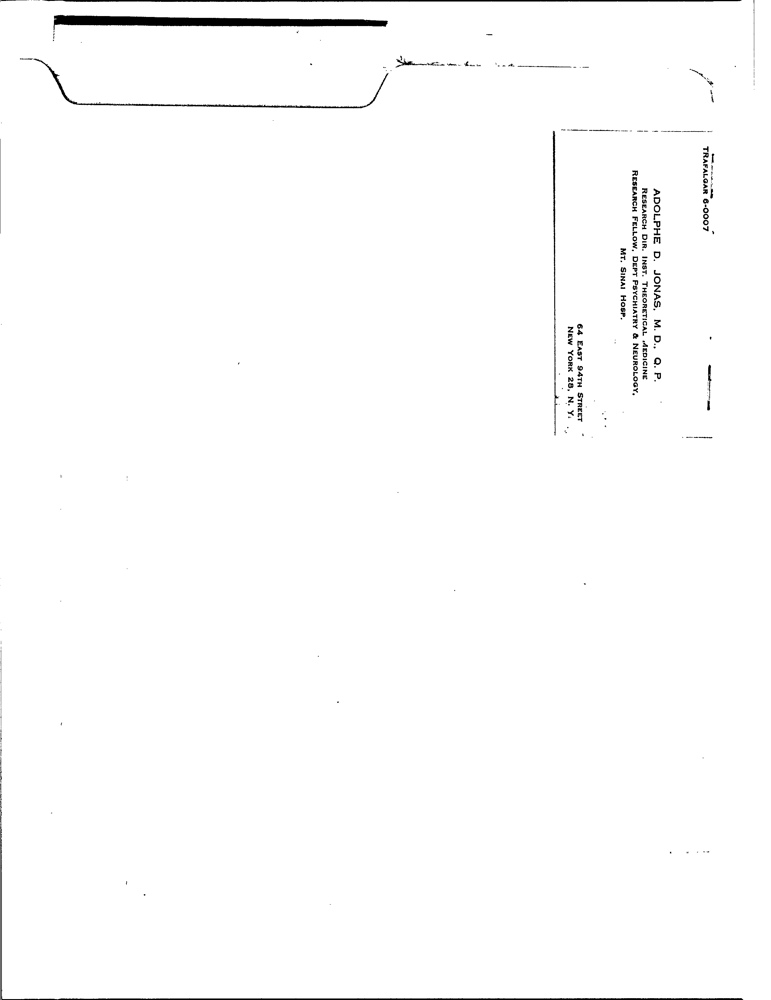 TRAFALGAR 6-0007
ADOLPHE D. JONAS, M. D., Q. P.
RESEARCH DIR. INST. THEORETICAL MEDICINE
RESEARCH FELLOW, DEPT PSYCHIATRY & NEUROLOGY,
MT. SINAI HOSP.
64 EAST 94TH STREET
NEW YORK 28, N. Y.